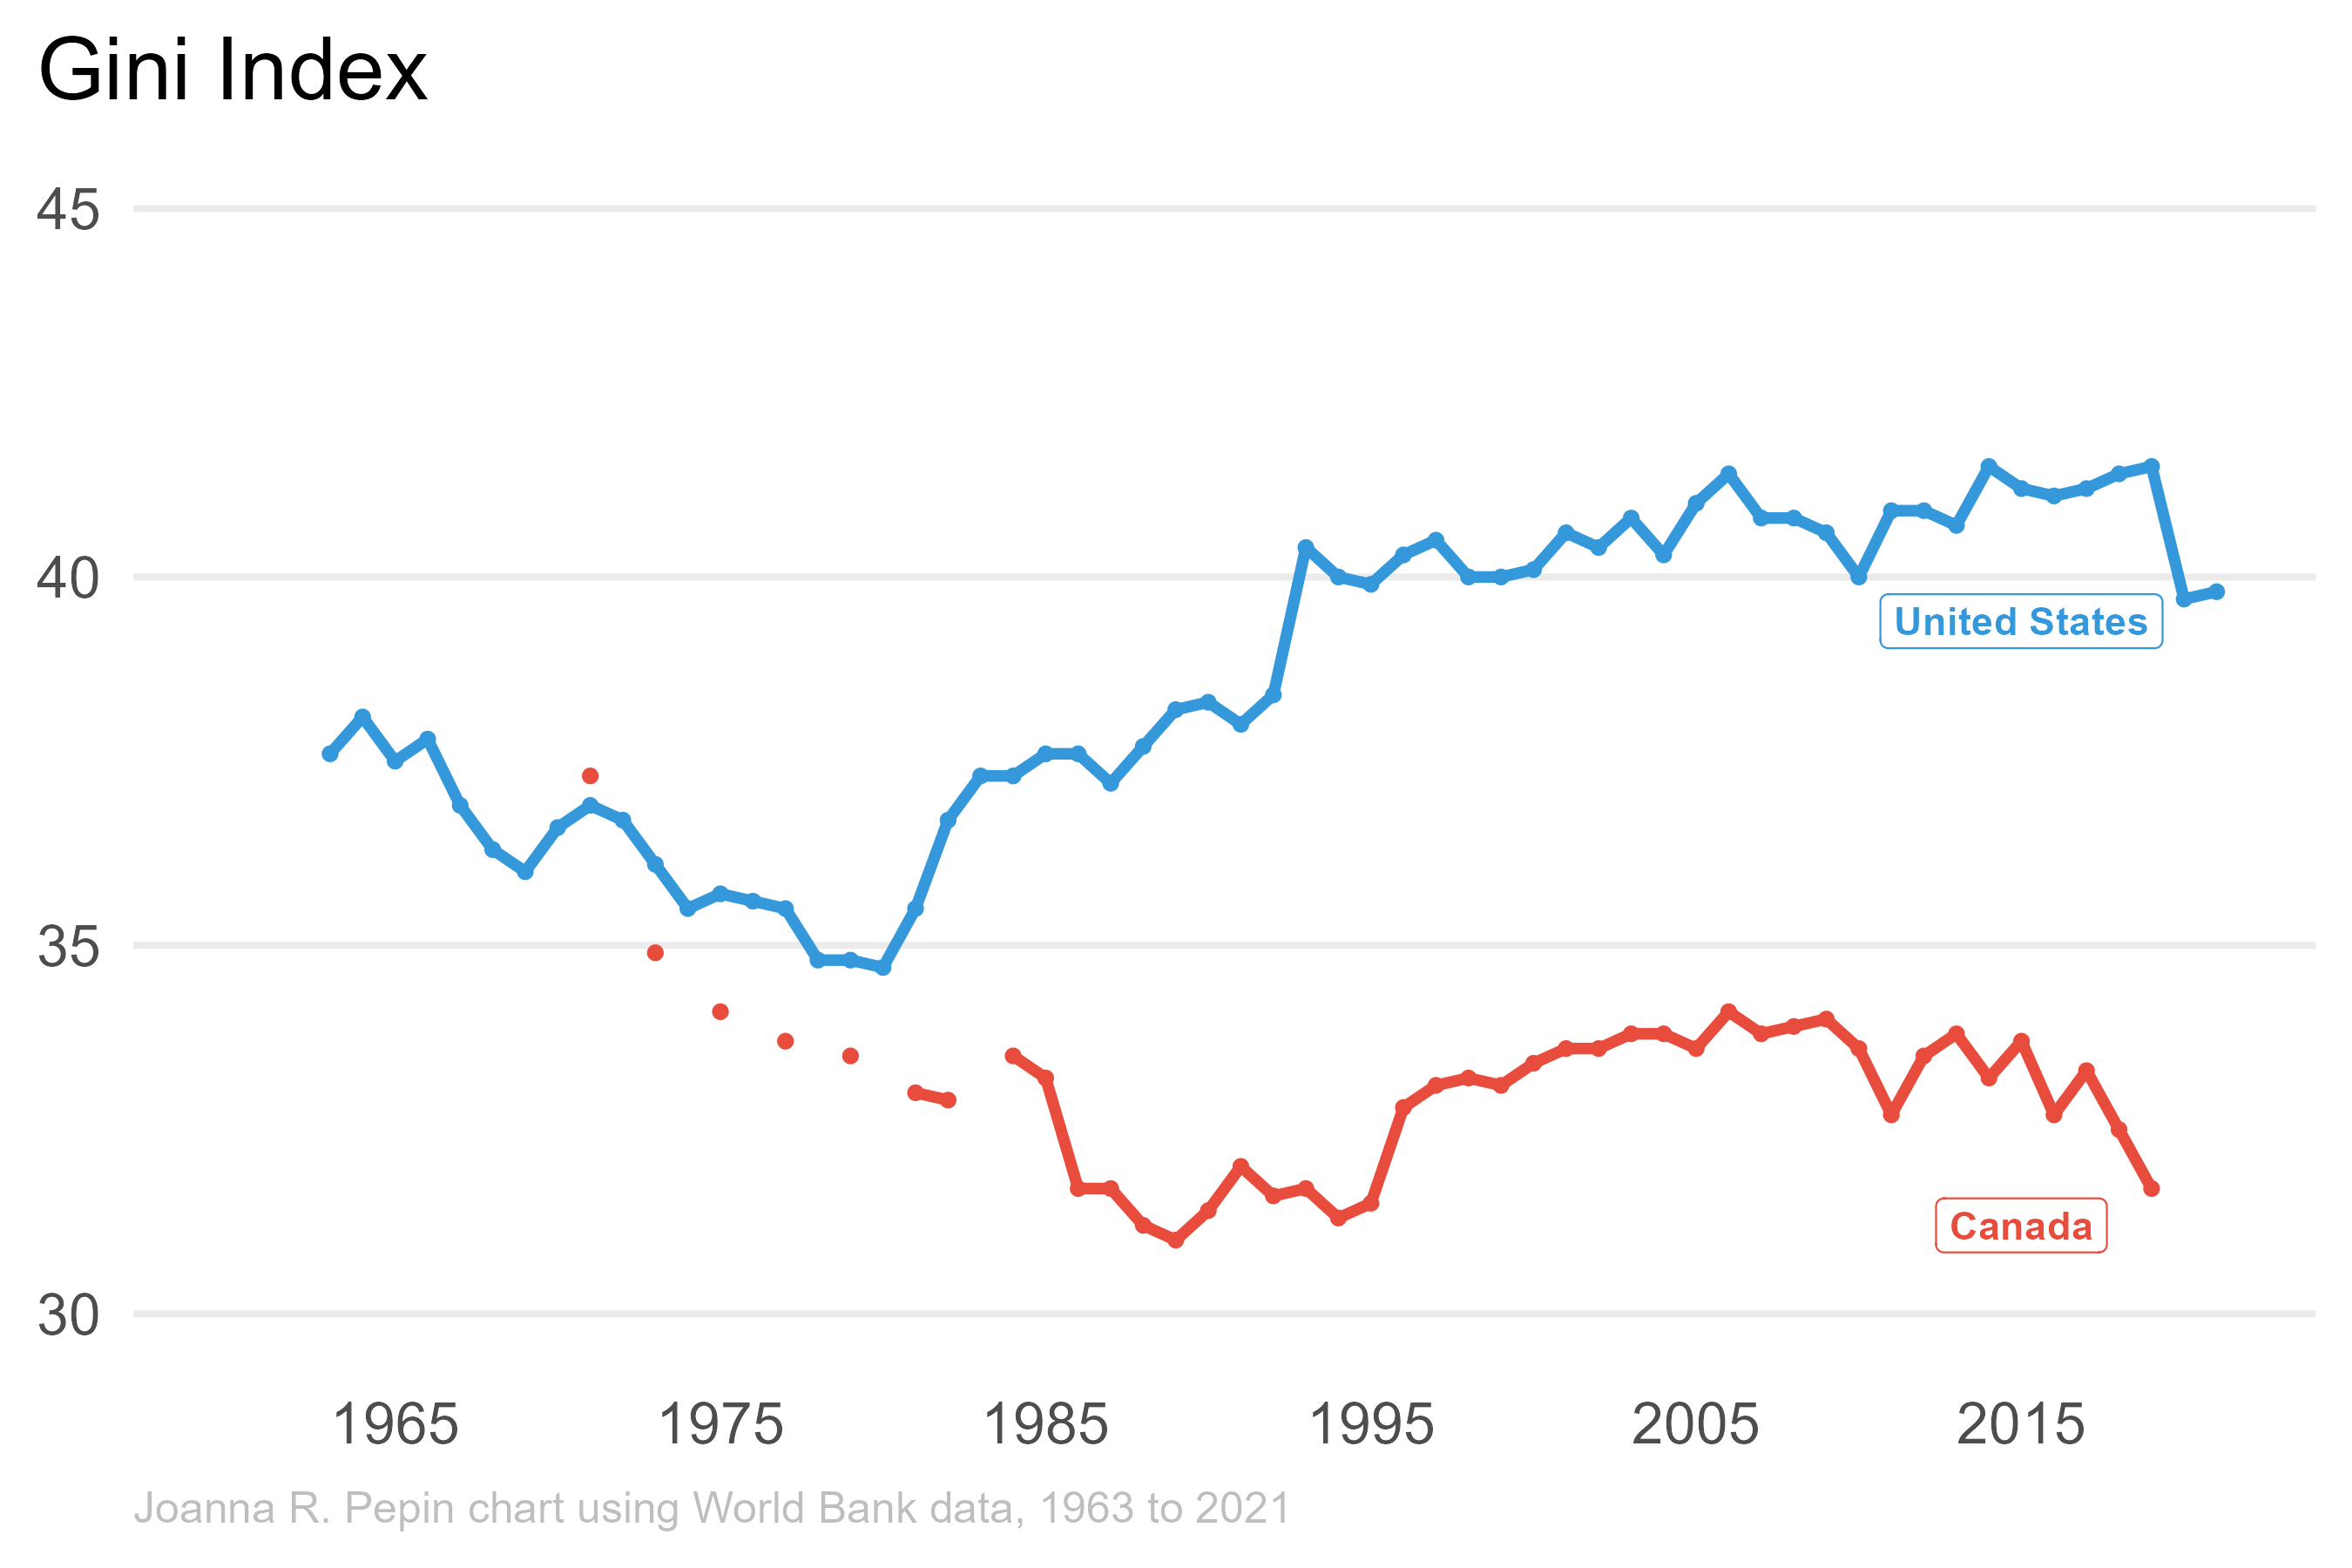 Gini Index
45
40
United States
35
Canada
30
1965 1975 1985 1995 2005 2015
Joanna R. Pepin chart using World Bank data, 1963 to 2021